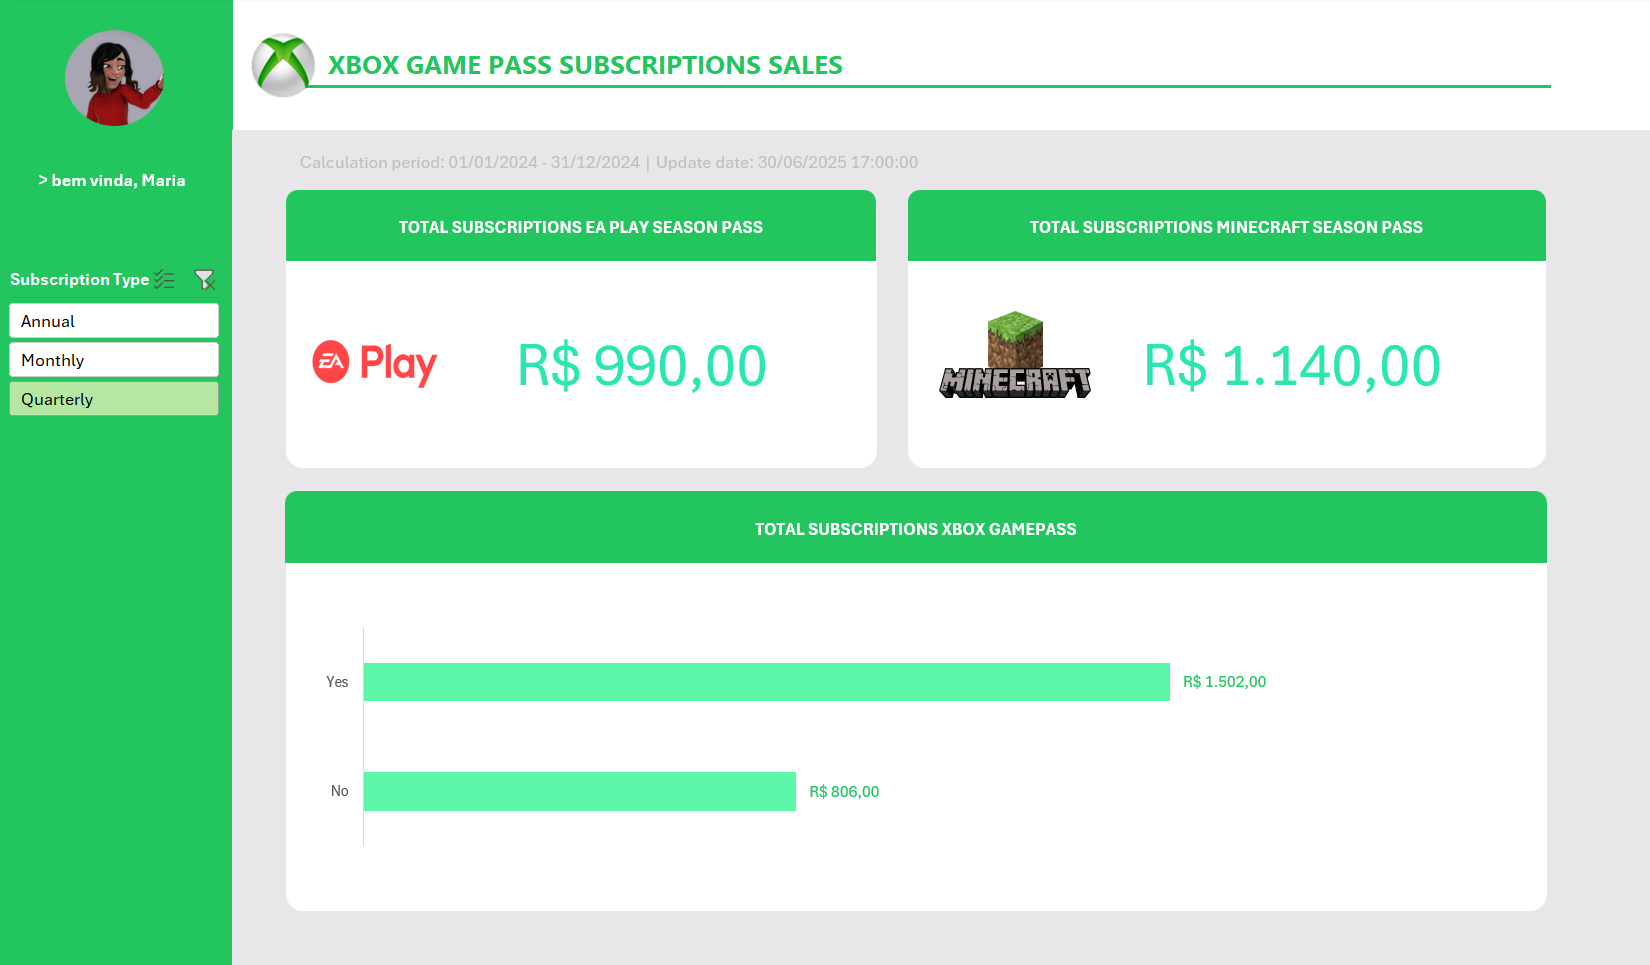 XBOX GAME PASS SUBSCRIPTIONS SALES
> bem vinda, Maria
Subscription Type
Annual
Monthly
Quarterly
Calculation period: 01/01/2024 - 31/12/2024 | Update date: 30/06/2025 17:00:00
TOTAL SUBSCRIPTIONS EA PLAY SEASON PASS
EA Play
R$ 990,00
TOTAL SUBSCRIPTIONS MINECRAFT SEASON PASS
MINECRAFT
R$ 1.140,00
TOTAL SUBSCRIPTIONS XBOX GAMEPASS
Yes
R$ 1.502,00
No
R$ 806,00